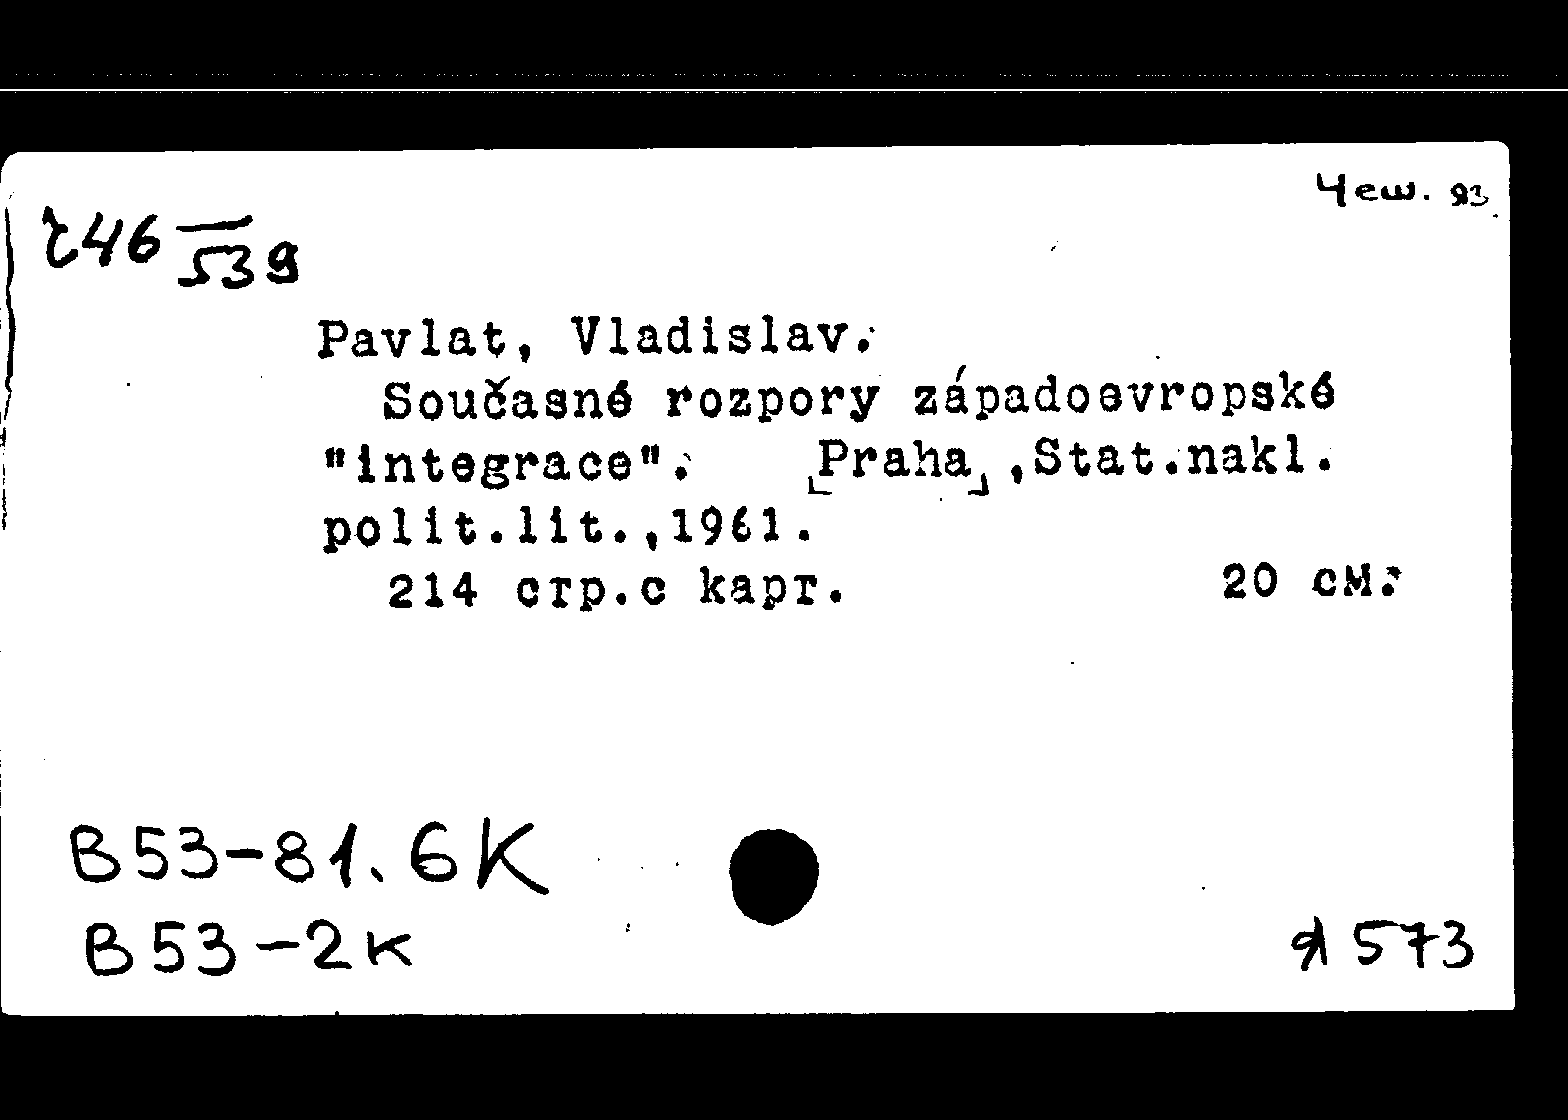 Чеш. яз.
č46 — 539
Pavlat, Vladislav.
Současné rozpory západoevropské
"integrace". [Praha], Stat.nakl.
polit.lit.,1961.
214 стр.с карт. 20 см.
В53-81.6К
В53-2к
Я573